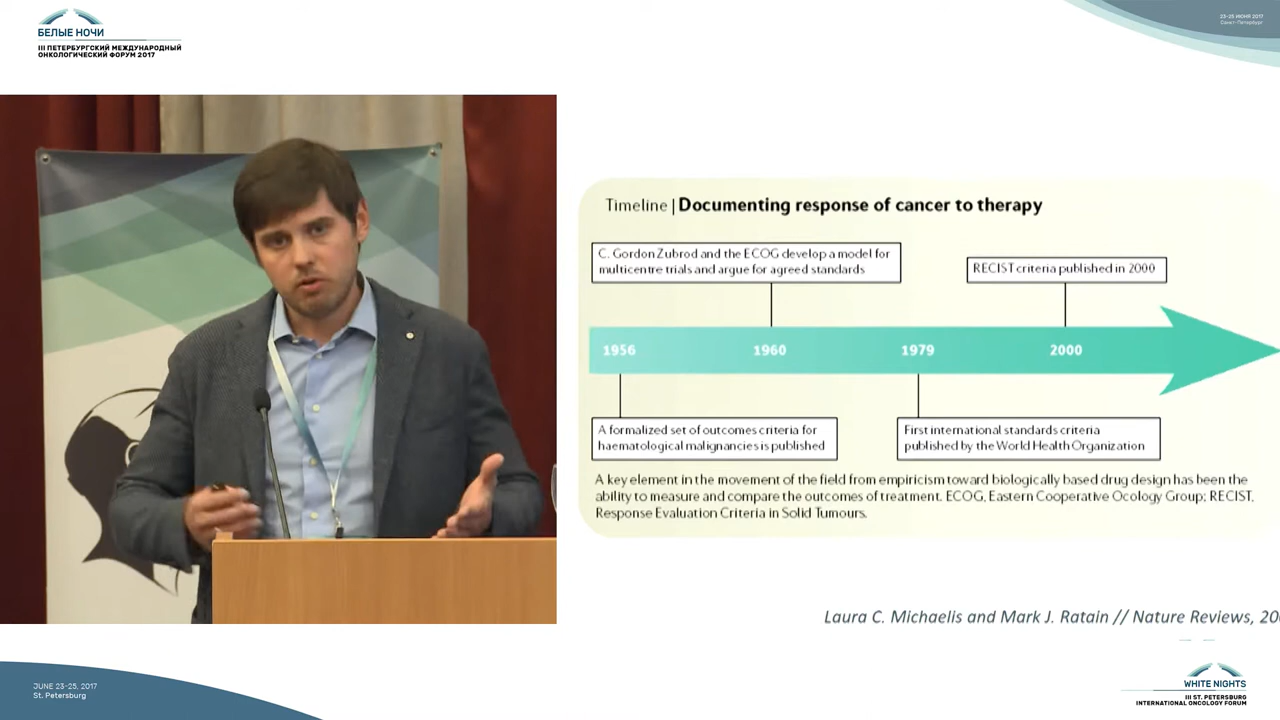 БЕЛЫЕ НОЧИ
III ПЕТЕРБУРГСКИЙ МЕЖДУНАРОДНЫЙ
ОНКОЛОГИЧЕСКИЙ ФОРУМ 2017
23-25 ИЮНЯ 2017
Санкт-Петербург
Timeline | Documenting response of cancer to therapy
C. Gordon Zubrod and the ECOG develop a model for
multicentre trials and argue for agreed standards
RECIST criteria published in 2000
1956 1960 1979 2000
A formalized set of outcomes criteria for
haematological malignancies is published
First international standards criteria
published by the World Health Organization
A key element in the movement of the field from empiricism toward biologically based drug design has been the
ability to measure and compare the outcomes of treatment. ECOG, Eastern Cooperative Ocology Group; RECIST,
Response Evaluation Criteria in Solid Tumours.
Laura C. Michaelis and Mark J. Ratain // Nature Reviews, 20
JUNE 23-25, 2017
St. Petersburg
WHITE NIGHTS
III ST. PETERSBURG
INTERNATIONAL ONCOLOGY FORUM